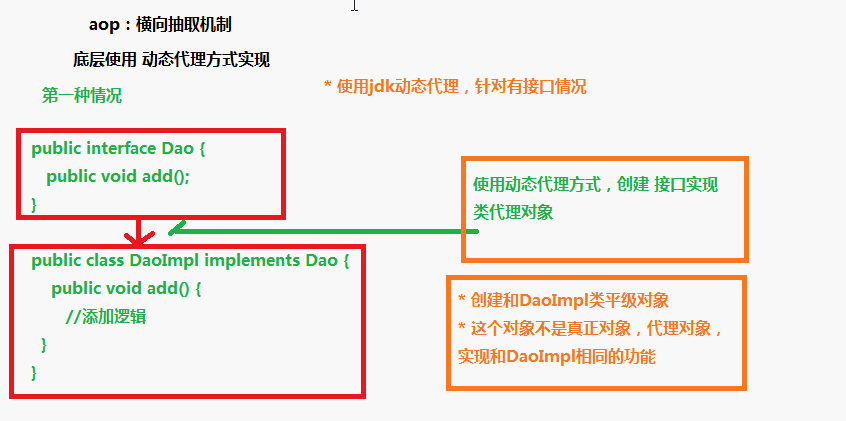 aop：横向抽取机制
底层使用 动态代理方式实现
第一种情况
* 使用jdk动态代理，针对有接口情况
public interface Dao {
public void add();
}
使用动态代理方式，创建 接口实现
类代理对象
public class DaoImpl implements Dao {
public void add() {
//添加逻辑
}
}
* 创建和DaoImpl类平级对象
* 这个对象不是真正对象，代理对象，
实现和DaoImpl相同的功能